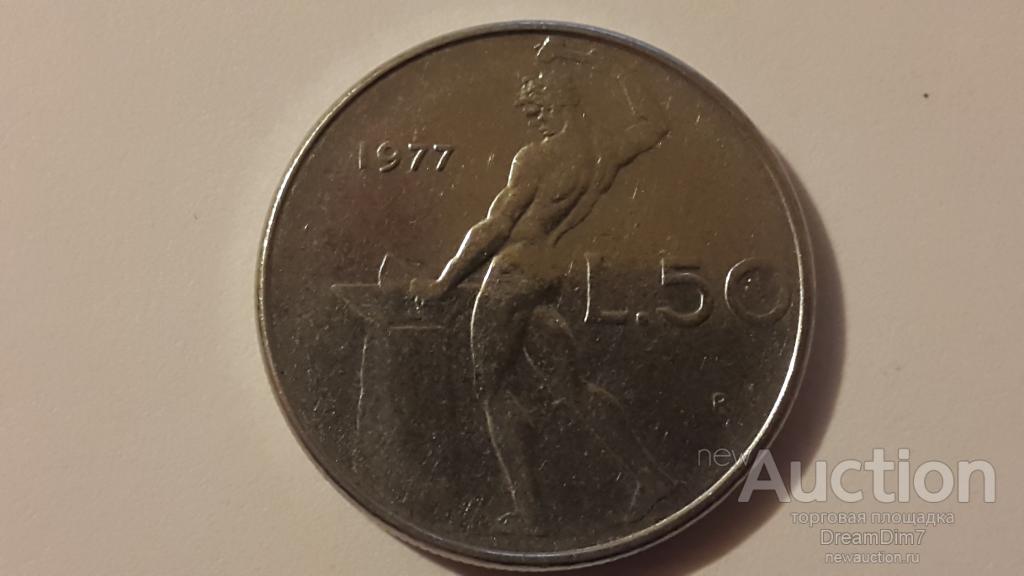 1977
L.50
R
newAuction
торговая площадка
DreamDim7
newauction.ru